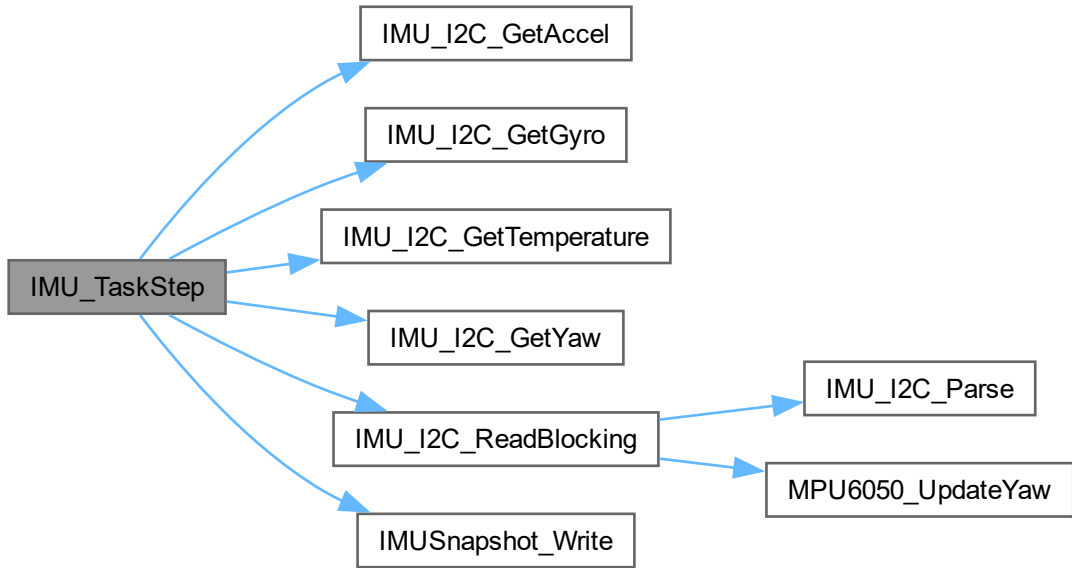 IMU_I2C_GetAccel
IMU_I2C_GetGyro
IMU_I2C_GetTemperature
IMU_TaskStep
IMU_I2C_GetYaw
IMU_I2C_Parse
IMU_I2C_ReadBlocking
MPU6050_UpdateYaw
IMUSnapshot_Write